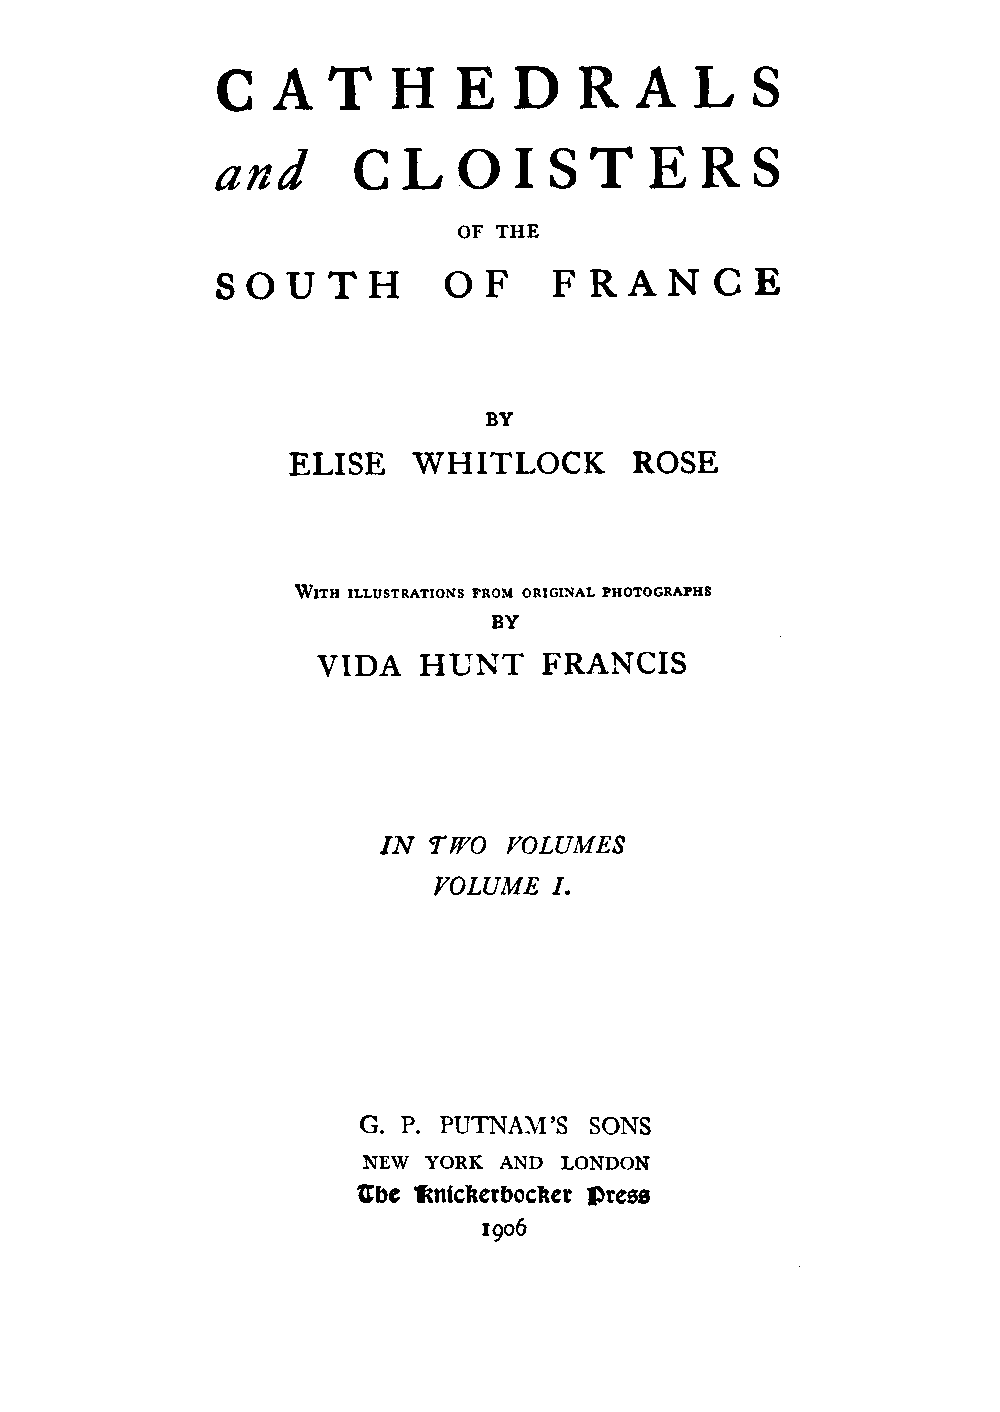 CATHEDRALS
and CLOISTERS
OF THE
SOUTH OF FRANCE
BY
ELISE WHITLOCK ROSE
WITH ILLUSTRATIONS FROM ORIGINAL PHOTOGRAPHS
BY
VIDA HUNT FRANCIS
IN TWO VOLUMES
VOLUME I.
G. P. PUTNAM'S SONS
NEW YORK AND LONDON
The Knickerbocker Press
1906